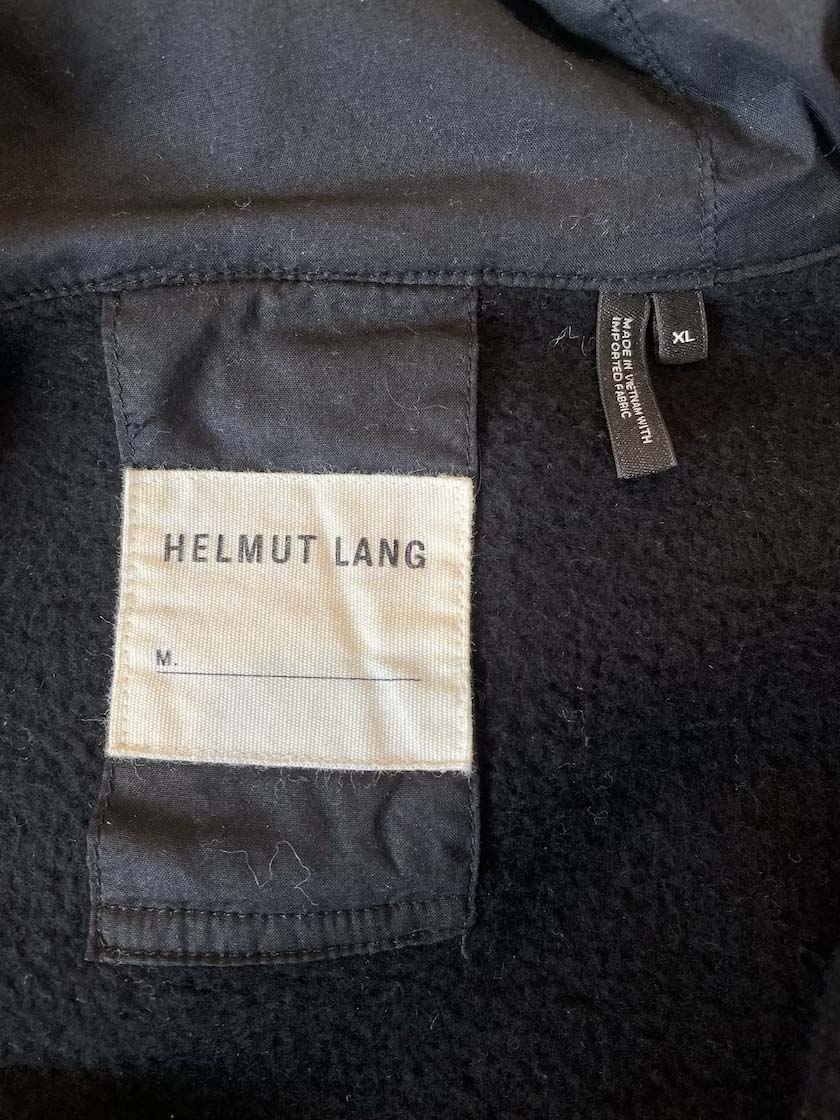 HELMUT LANG
M.
MADE IN VIETNAM WITH
IMPORTED FABRIC
XL